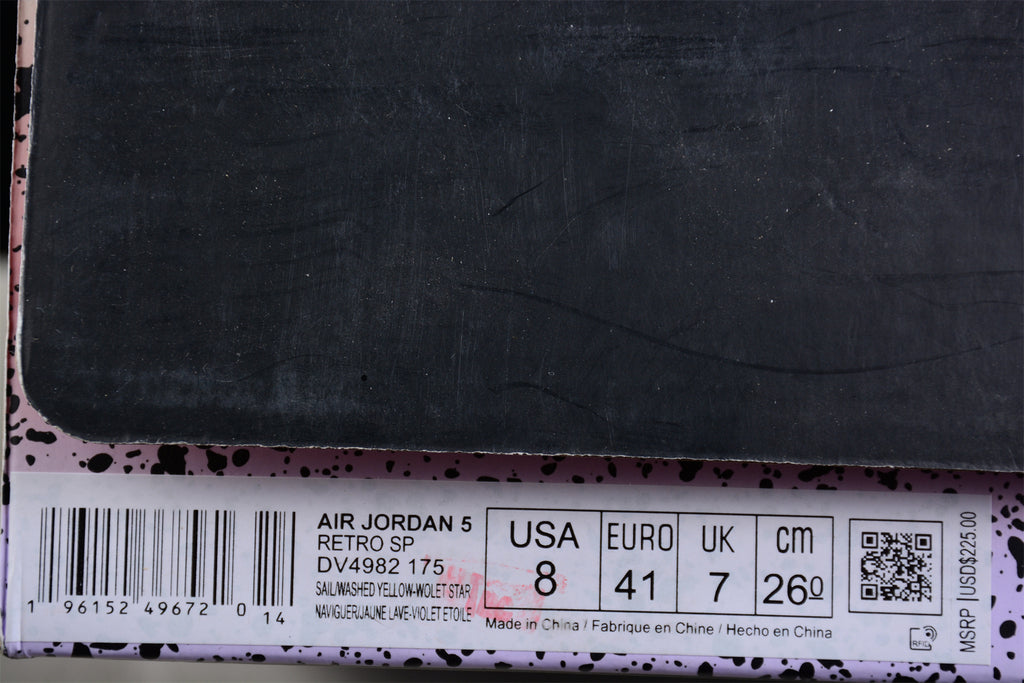 AIR JORDAN 5
RETRO SP
DV4982 175
SAIL/WASHED YELLOW-WOLET STAR
NAVIGUER/JAUNE LAVE-VIOLET ETOILE
1 96152 49672 0
14
USA EURO UK cm
8 41 7 260
Made in China / Fabrique en Chine / Hecho en China
RFID
MSRP |USD$225.00